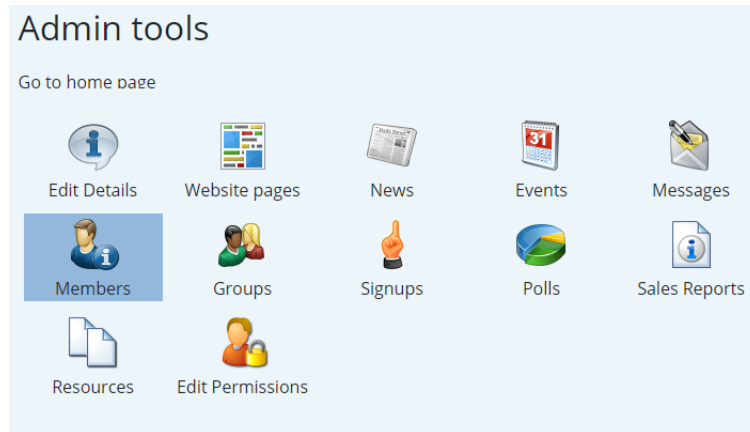 Admin tools
Go to home page
Edit Details
Website pages
News
Events
Messages
Members
Groups
Signups
Polls
Sales Reports
Resources
Edit Permissions
31